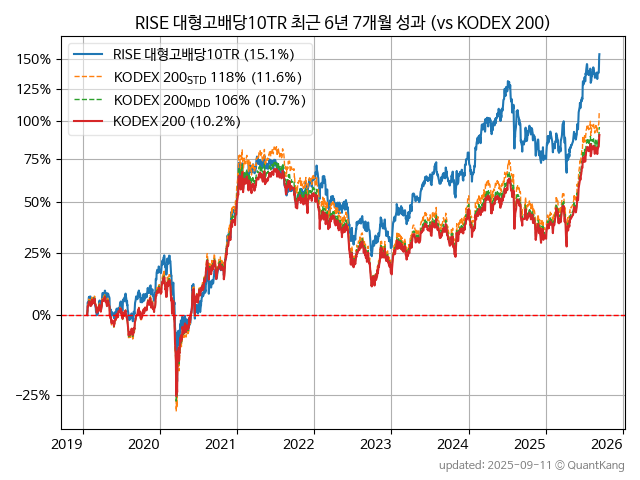 RISE 대형고배당10TR 최근 6년 7개월 성과 (vs KODEX 200)
RISE 대형고배당10TR (15.1%)
KODEX 200STD 118% (11.6%)
KODEX 200MDD 106% (10.7%)
KODEX 200 (10.2%)
150%
125%
100%
75%
50%
25%
0%
−25%
2019 2020 2021 2022 2023 2024 2025 2026
updated: 2025-09-11 © QuantKang